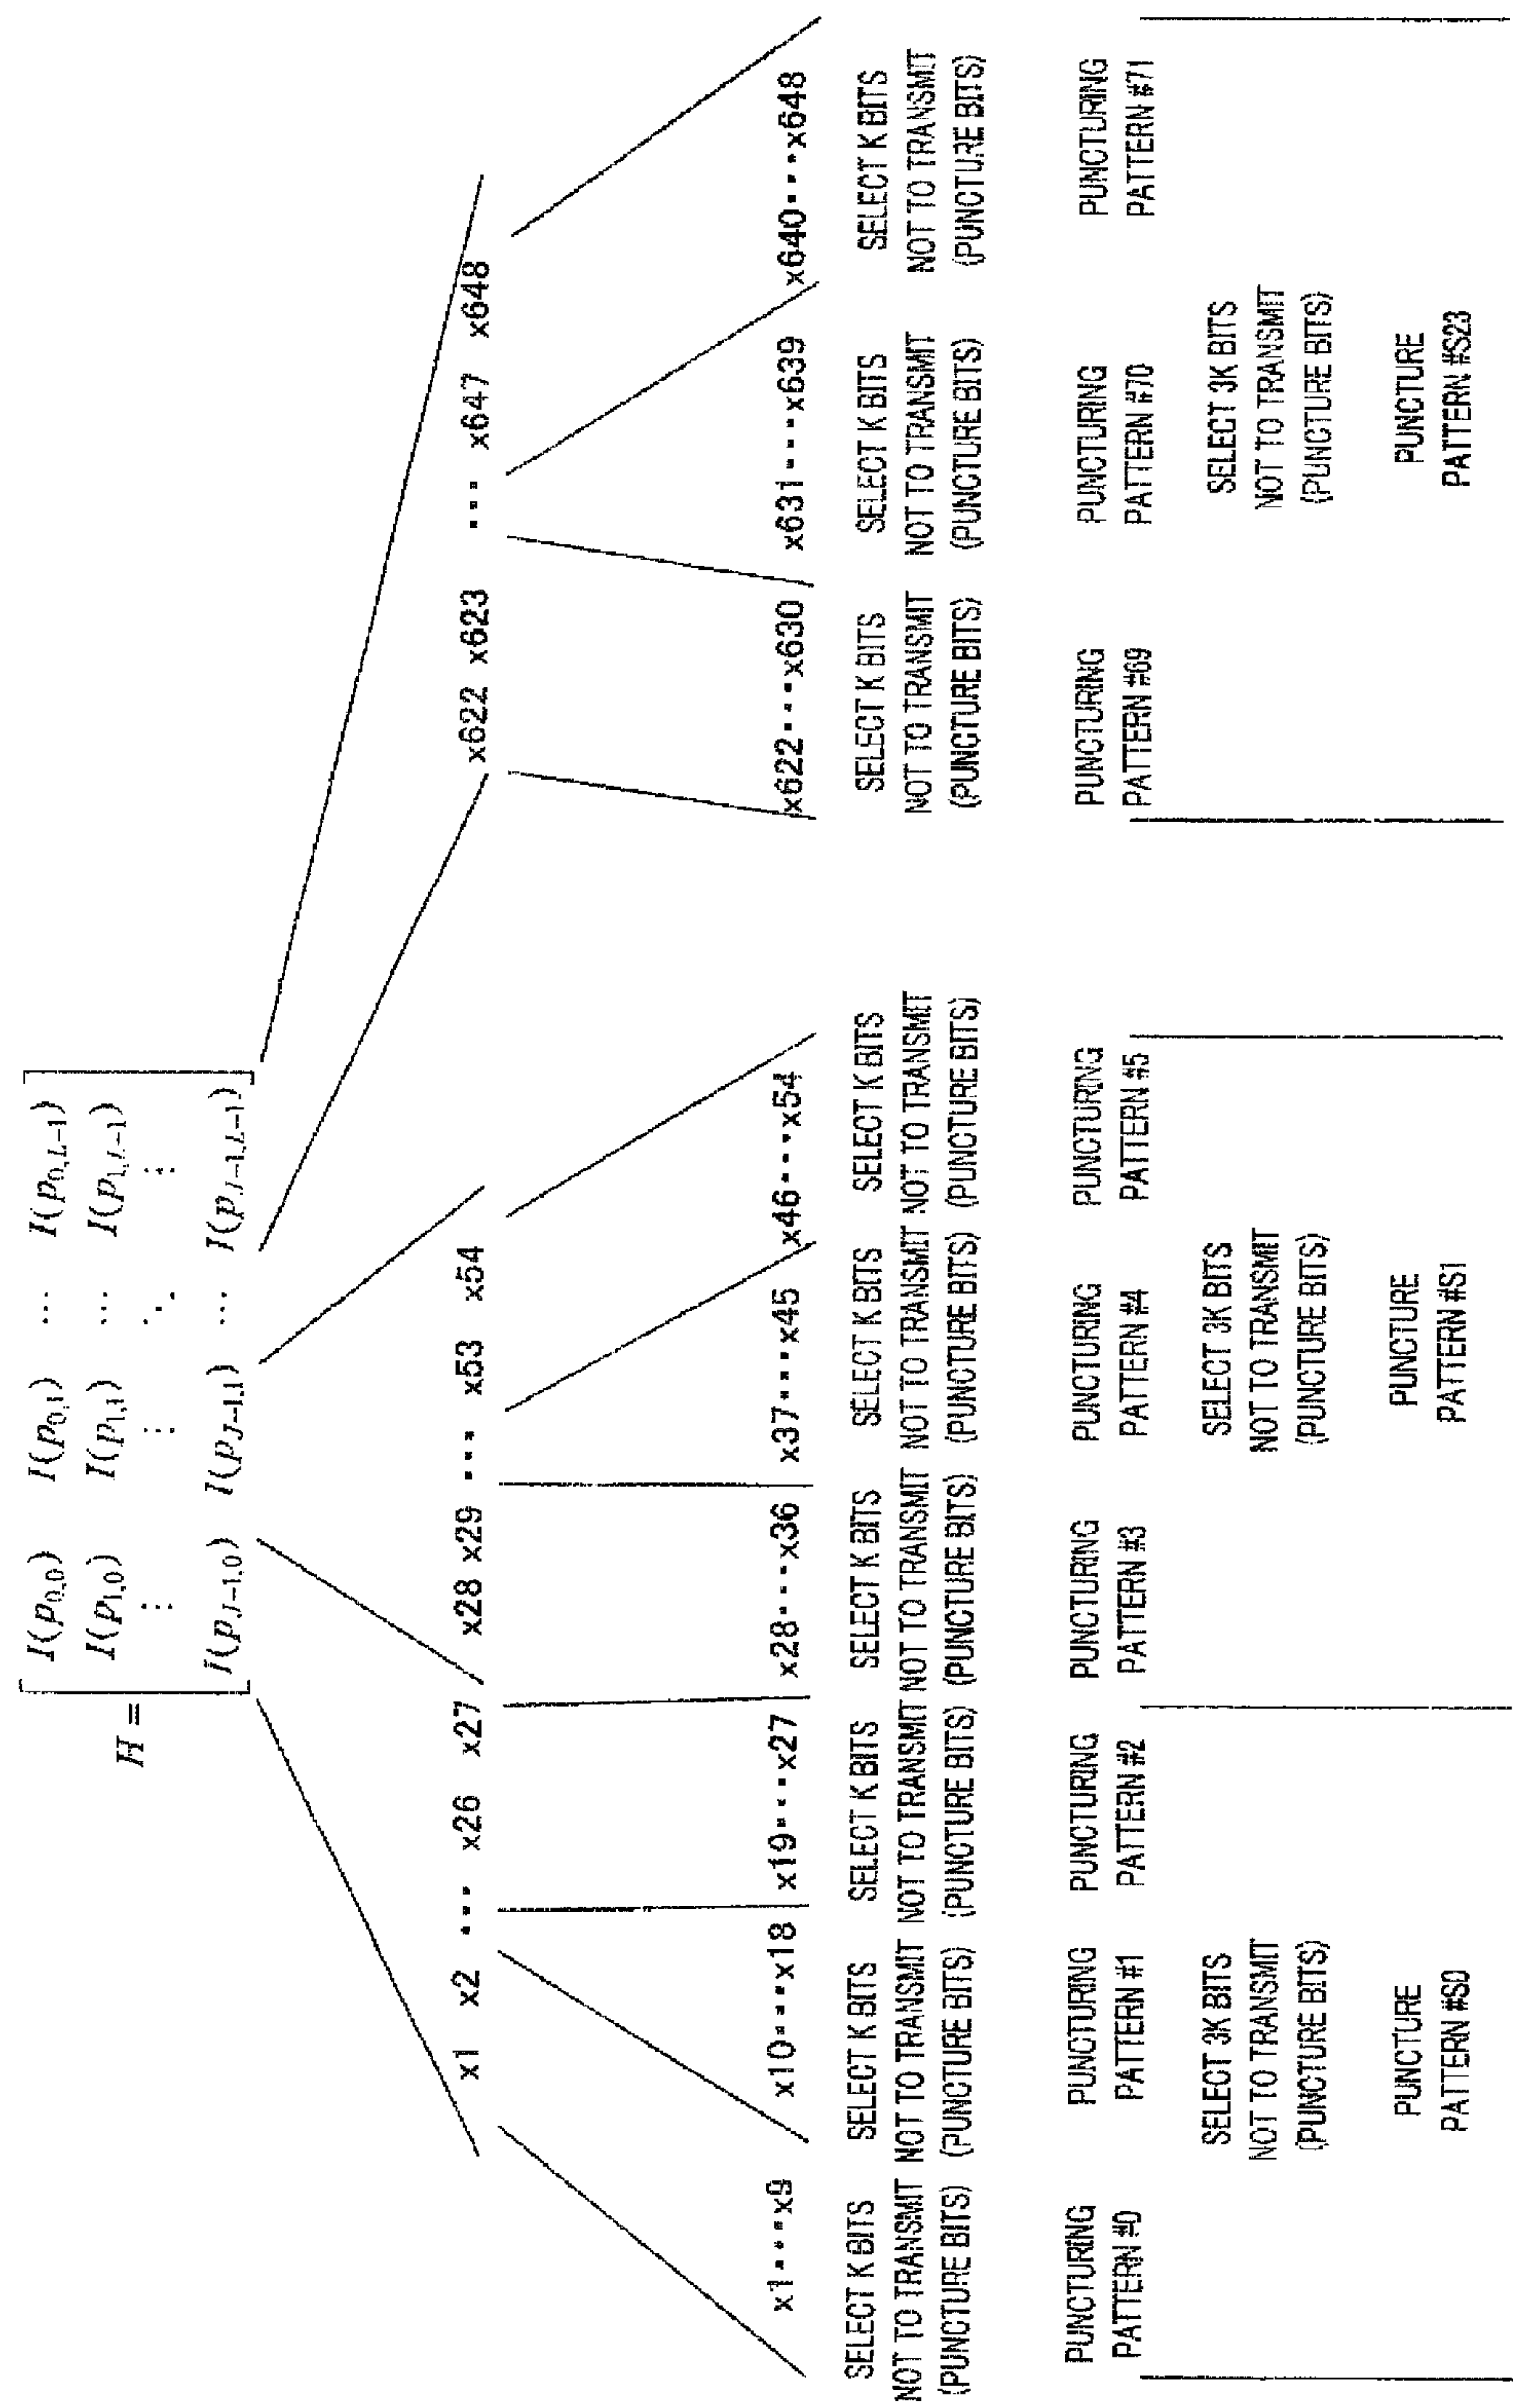 H =
I(p0,0) I(p0,1) ⋯ I(p0,L−1)
I(p1,0) I(p1,1) ⋯ I(p1,L−1)
⋮ ⋮ ⋱ ⋮
I(pJ−1,0) I(pJ−1,1) ⋯ I(pJ−1,L−1)
x1 x2 ⋯ x26 x27 x28 x29 ⋯ x53 x54 x622 x623 ⋯ x647 x648
x1⋯x9 x10⋯x18 x19⋯x27 x28⋯x36 x37⋯x45 x46⋯x54 x622⋯x630 x631⋯x639 x640⋯x648
SELECT K BITS SELECT K BITS SELECT K BITS SELECT K BITS SELECT K BITS SELECT K BITS SELECT K BITS SELECT K BITS SELECT K BITS
NOT TO TRANSMIT NOT TO TRANSMIT NOT TO TRANSMIT NOT TO TRANSMIT NOT TO TRANSMIT NOT TO TRANSMIT NOT TO TRANSMIT NOT TO TRANSMIT NOT TO TRANSMIT
(PUNCTURE BITS) (PUNCTURE BITS) (PUNCTURE BITS) (PUNCTURE BITS) (PUNCTURE BITS) (PUNCTURE BITS) (PUNCTURE BITS) (PUNCTURE BITS) (PUNCTURE BITS)
PUNCTURING PUNCTURING PUNCTURING PUNCTURING PUNCTURING PUNCTURING PUNCTURING PUNCTURING PUNCTURING
PATTERN #0 PATTERN #1 PATTERN #2 PATTERN #3 PATTERN #4 PATTERN #5 PATTERN #69 PATTERN #70 PATTERN #71
SELECT 3K BITS SELECT 3K BITS SELECT 3K BITS
NOT TO TRANSMIT NOT TO TRANSMIT NOT TO TRANSMIT
(PUNCTURE BITS) (PUNCTURE BITS) (PUNCTURE BITS)
PUNCTURE PUNCTURE PUNCTURE
PATTERN #S0 PATTERN #S1 PATTERN #S23